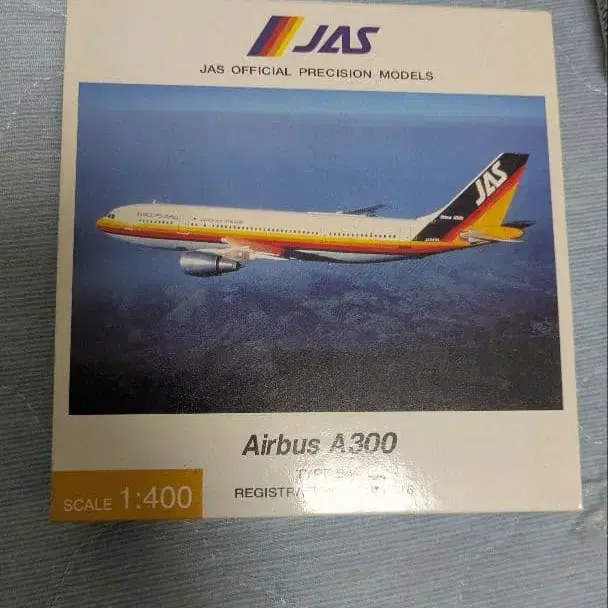 JAS
JAS OFFICIAL PRECISION MODELS
JAS
Airbus A300
SCALE 1:400